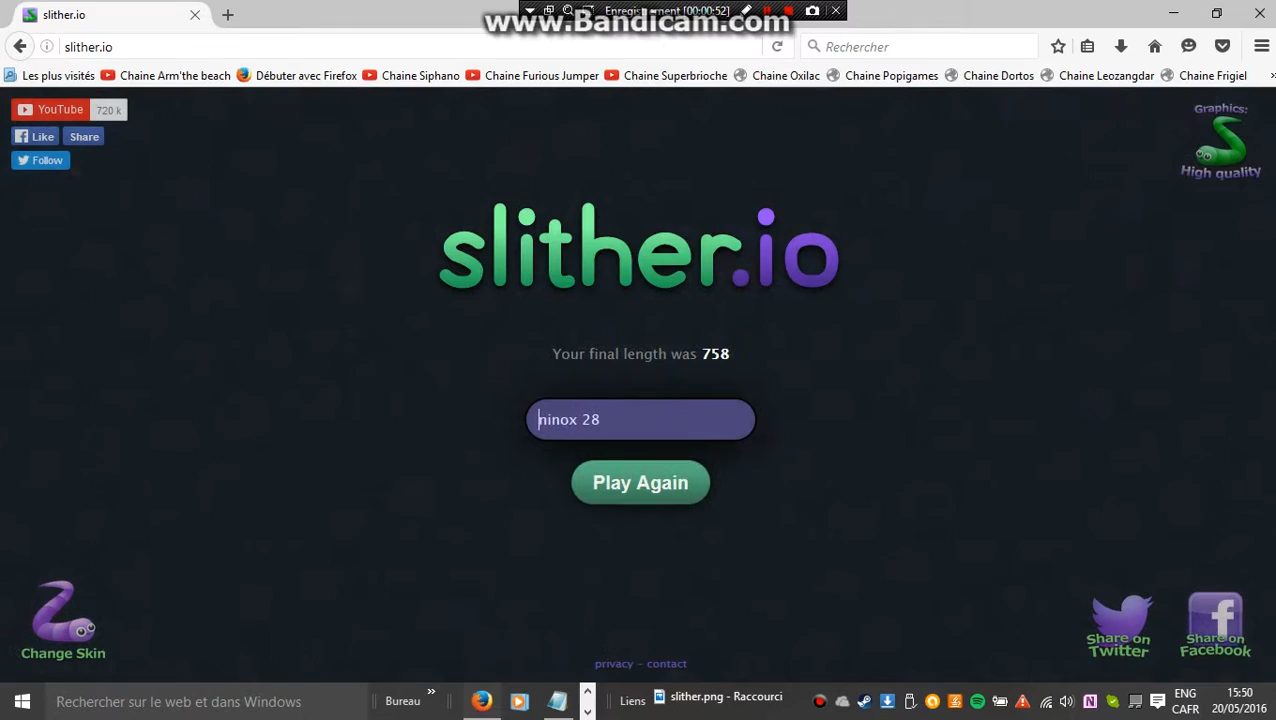 slither.io
Enregistrement [00:00:52]
www.Bandicam.com
slither.io
Rechercher
Les plus visités
Chaine Arm'the beach
Débuter avec Firefox
Chaine Siphano
Chaine Furious Jumper
Chaine Superbrioche
Chaine Oxilac
Chaine Popigames
Chaine Dortos
Chaine Leozangdar
Chaine Frigiel
YouTube 720 k
Like Share
Follow
Graphics:
High quality
slither.io
Your final length was 758
ninox 28
Play Again
Change Skin
Share on
Twitter
Share on
Facebook
privacy - contact
Rechercher sur le web et dans Windows
Bureau
Liens
slither.png - Raccourci
ENG
CAFR
15:50
20/05/2016